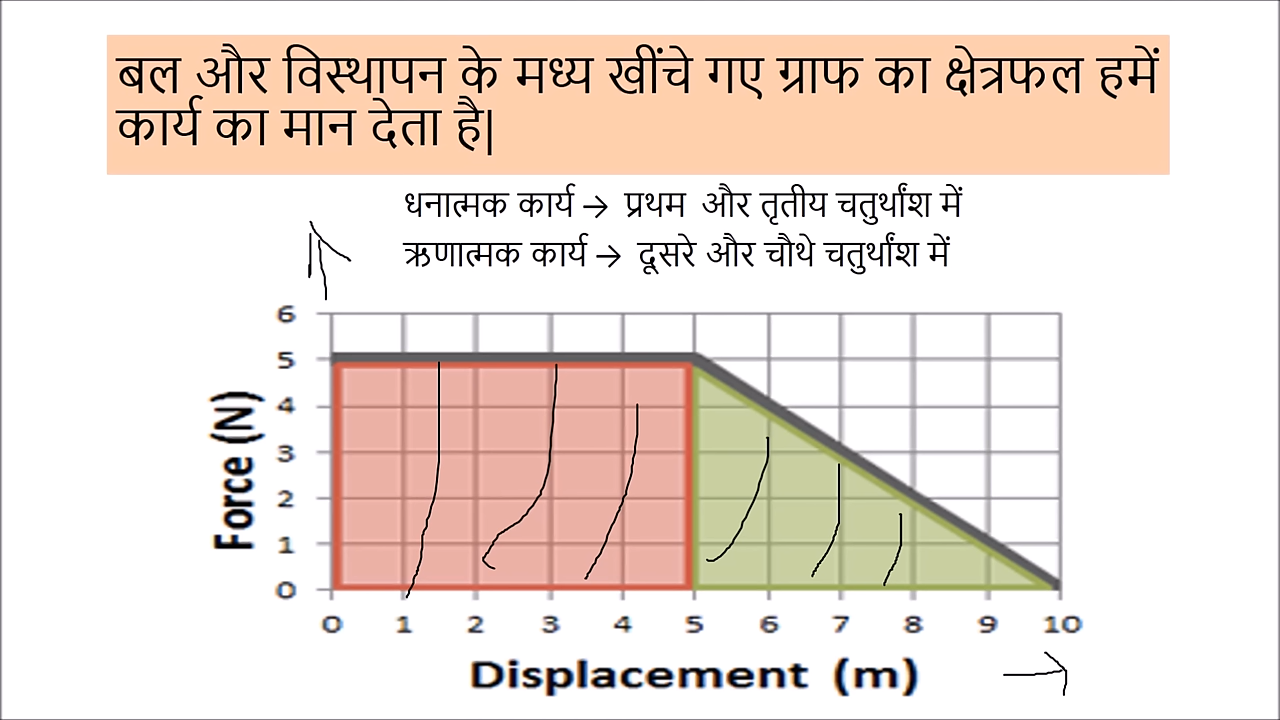 बल और विस्थापन के मध्य खींचे गए ग्राफ का क्षेत्रफल हमें
कार्य का मान देता है|
धनात्मक कार्य → प्रथम और तृतीय चतुर्थांश में
ऋणात्मक कार्य → दूसरे और चौथे चतुर्थांश में
6
5
4
3
2
1
0
Force (N)
0 1 2 3 4 5 6 7 8 9 10
Displacement (m)